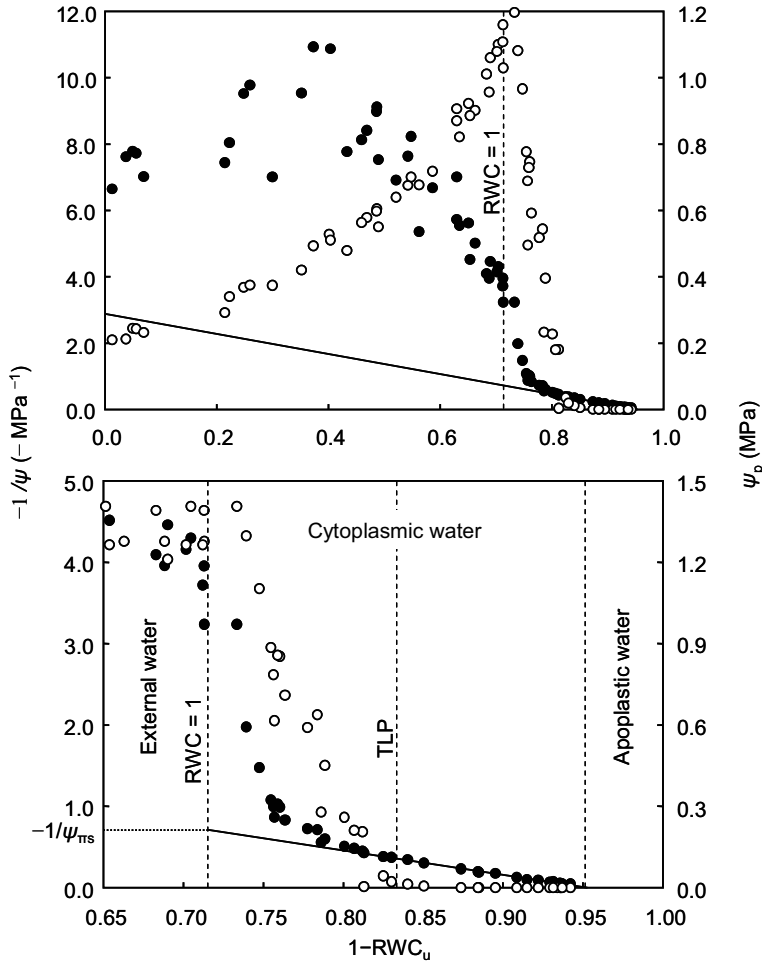 12.0
10.0
8.0
6.0
4.0
2.0
0.0
1.2
1.0
0.8
0.6
0.4
0.2
0.0
RWC = 1
0.0 0.2 0.4 0.6 0.8 1.0
−1/ψ (− MPa⁻¹)
ψp (MPa)
5.0
4.0
3.0
2.0
1.0
−1/ψπs
0.0
1.5
1.2
0.9
0.6
0.3
0.0
Cytoplasmic water
External water
RWC = 1
TLP
Apoplastic water
0.65 0.70 0.75 0.80 0.85 0.90 0.95 1.00
1−RWCu